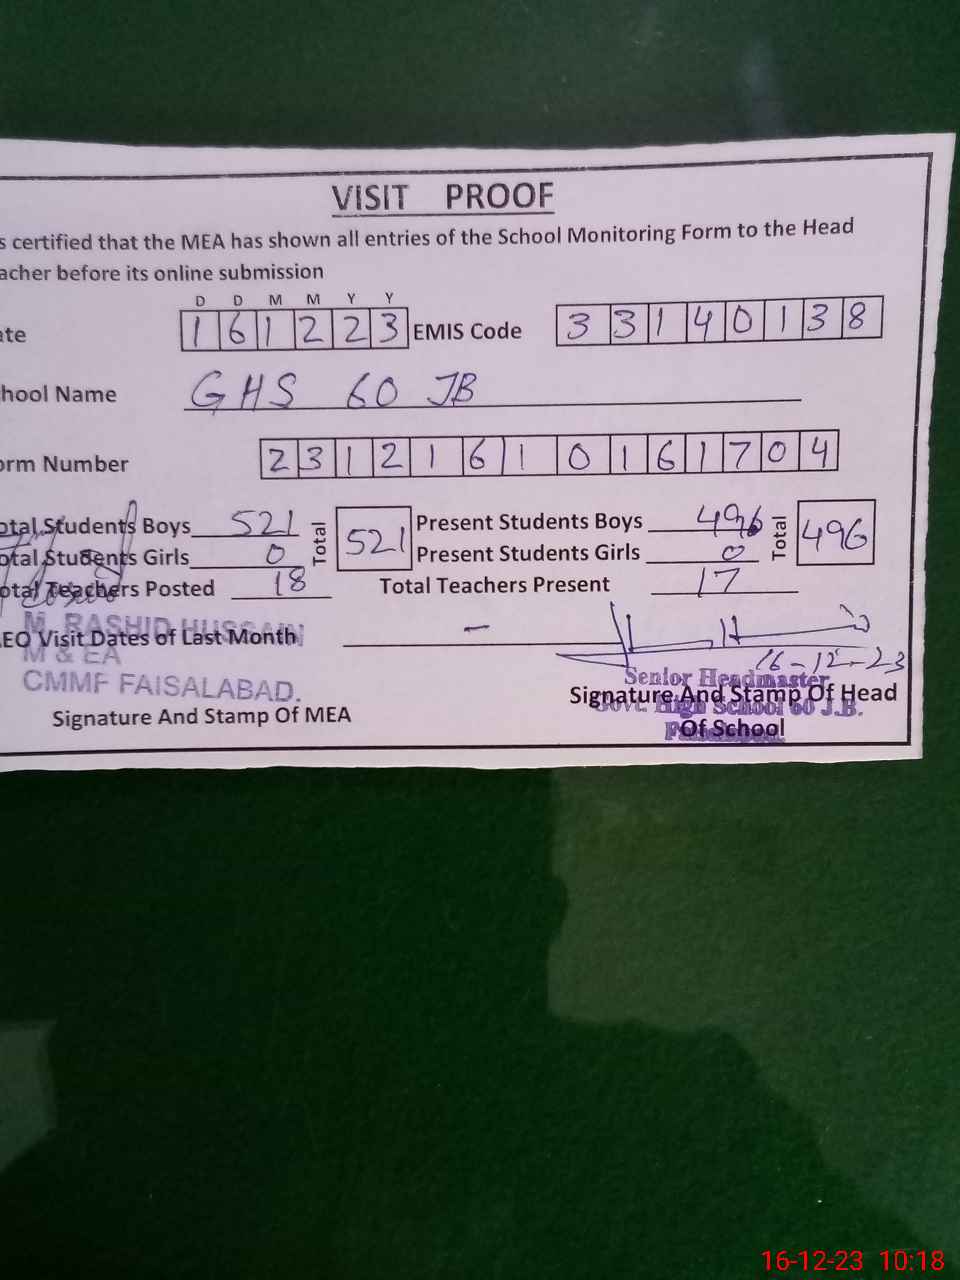 VISIT PROOF
s certified that the MEA has shown all entries of the School Monitoring Form to the Head
acher before its online submission
D D M M Y Y
ate 1 6 1 2 2 3 EMIS Code 3 3 1 4 0 1 3 8
hool Name GHS 60 JB
orm Number 2 3 1 2 1 6 1 0 1 6 1 7 0 4
otal Students Boys 521 Total 521 Present Students Boys 496 Total 496
otal Students Girls 0 Present Students Girls 0
otal Teachers Posted 18 Total Teachers Present 17
M. RASHID HUSSAIN
EO Visit Dates of Last Month –
M & EA
16-12-23
CMMF FAISALABAD.
Senior Headmaster
Signature And Stamp Of MEA
Signature And Stamp Of Head
Govt. High School 60 J.B.
Of School
16-12-23 10:18